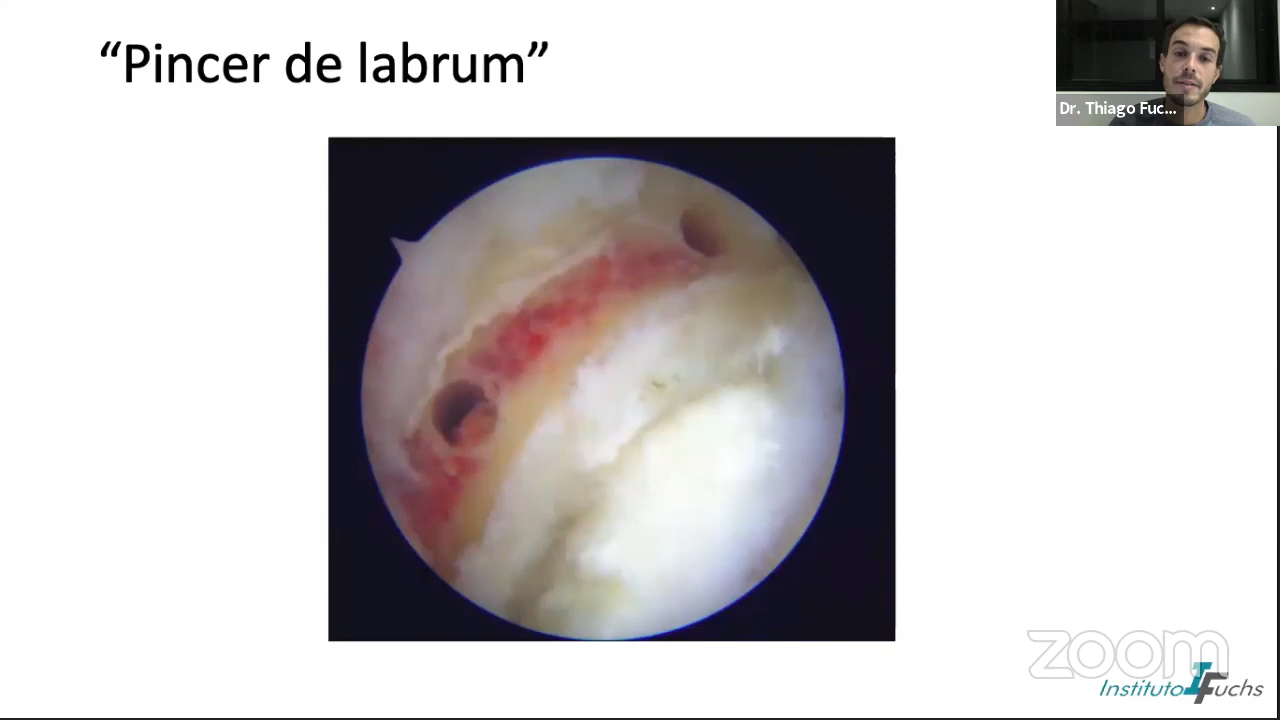 “Pincer de labrum”
Dr. Thiago Fuc...
zoom
Instituto Fuchs